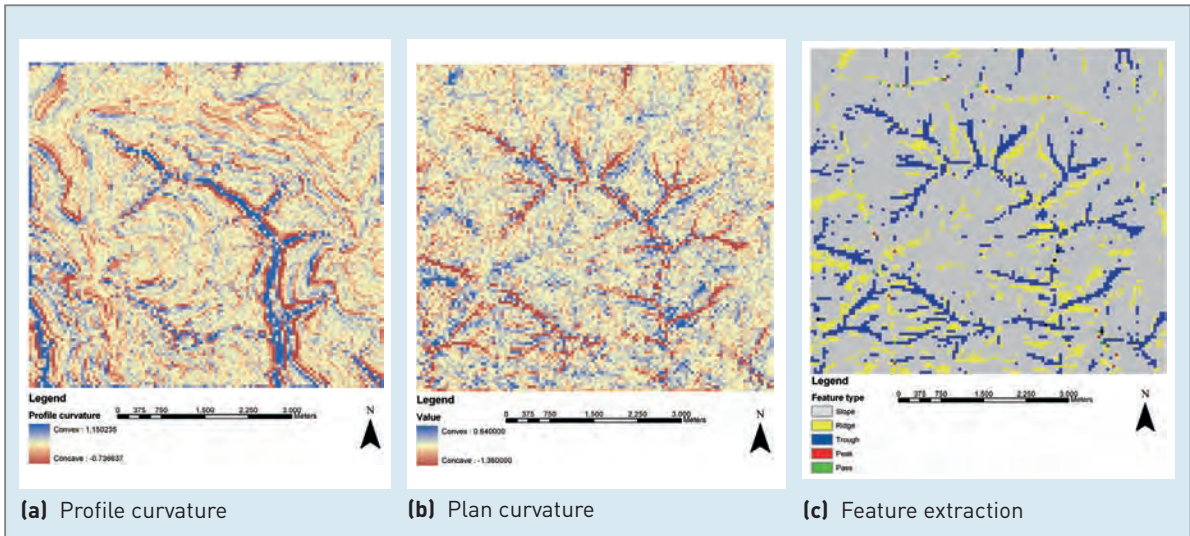 Legend
Profile curvature
0 375 750 1,500 2,250 3,000
Meters
Convex : 1.150235
Concave : -0.736637
N
(a) Profile curvature
Legend
Value
0 375 750 1,500 2,250 3,000
Meters
Convex : 0.640000
Concave : -1.360000
N
(b) Plan curvature
Legend
Feature type
0 375 750 1,500 2,250 3,000
Meters
Slope
Ridge
Trough
Peak
Pass
N
(c) Feature extraction